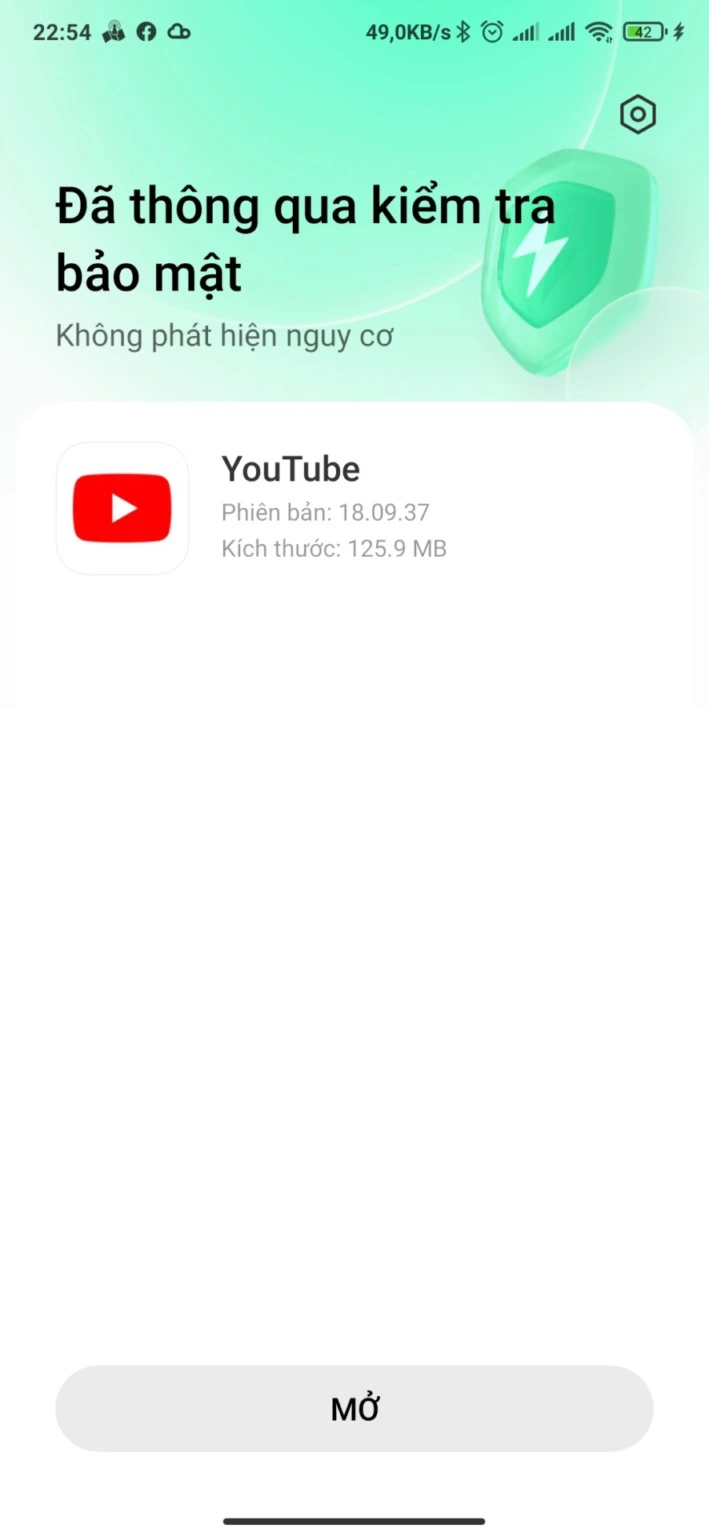 22:54 49,0KB/s 42
Đã thông qua kiểm tra
bảo mật
Không phát hiện nguy cơ
YouTube
Phiên bản: 18.09.37
Kích thước: 125.9 MB
MỞ